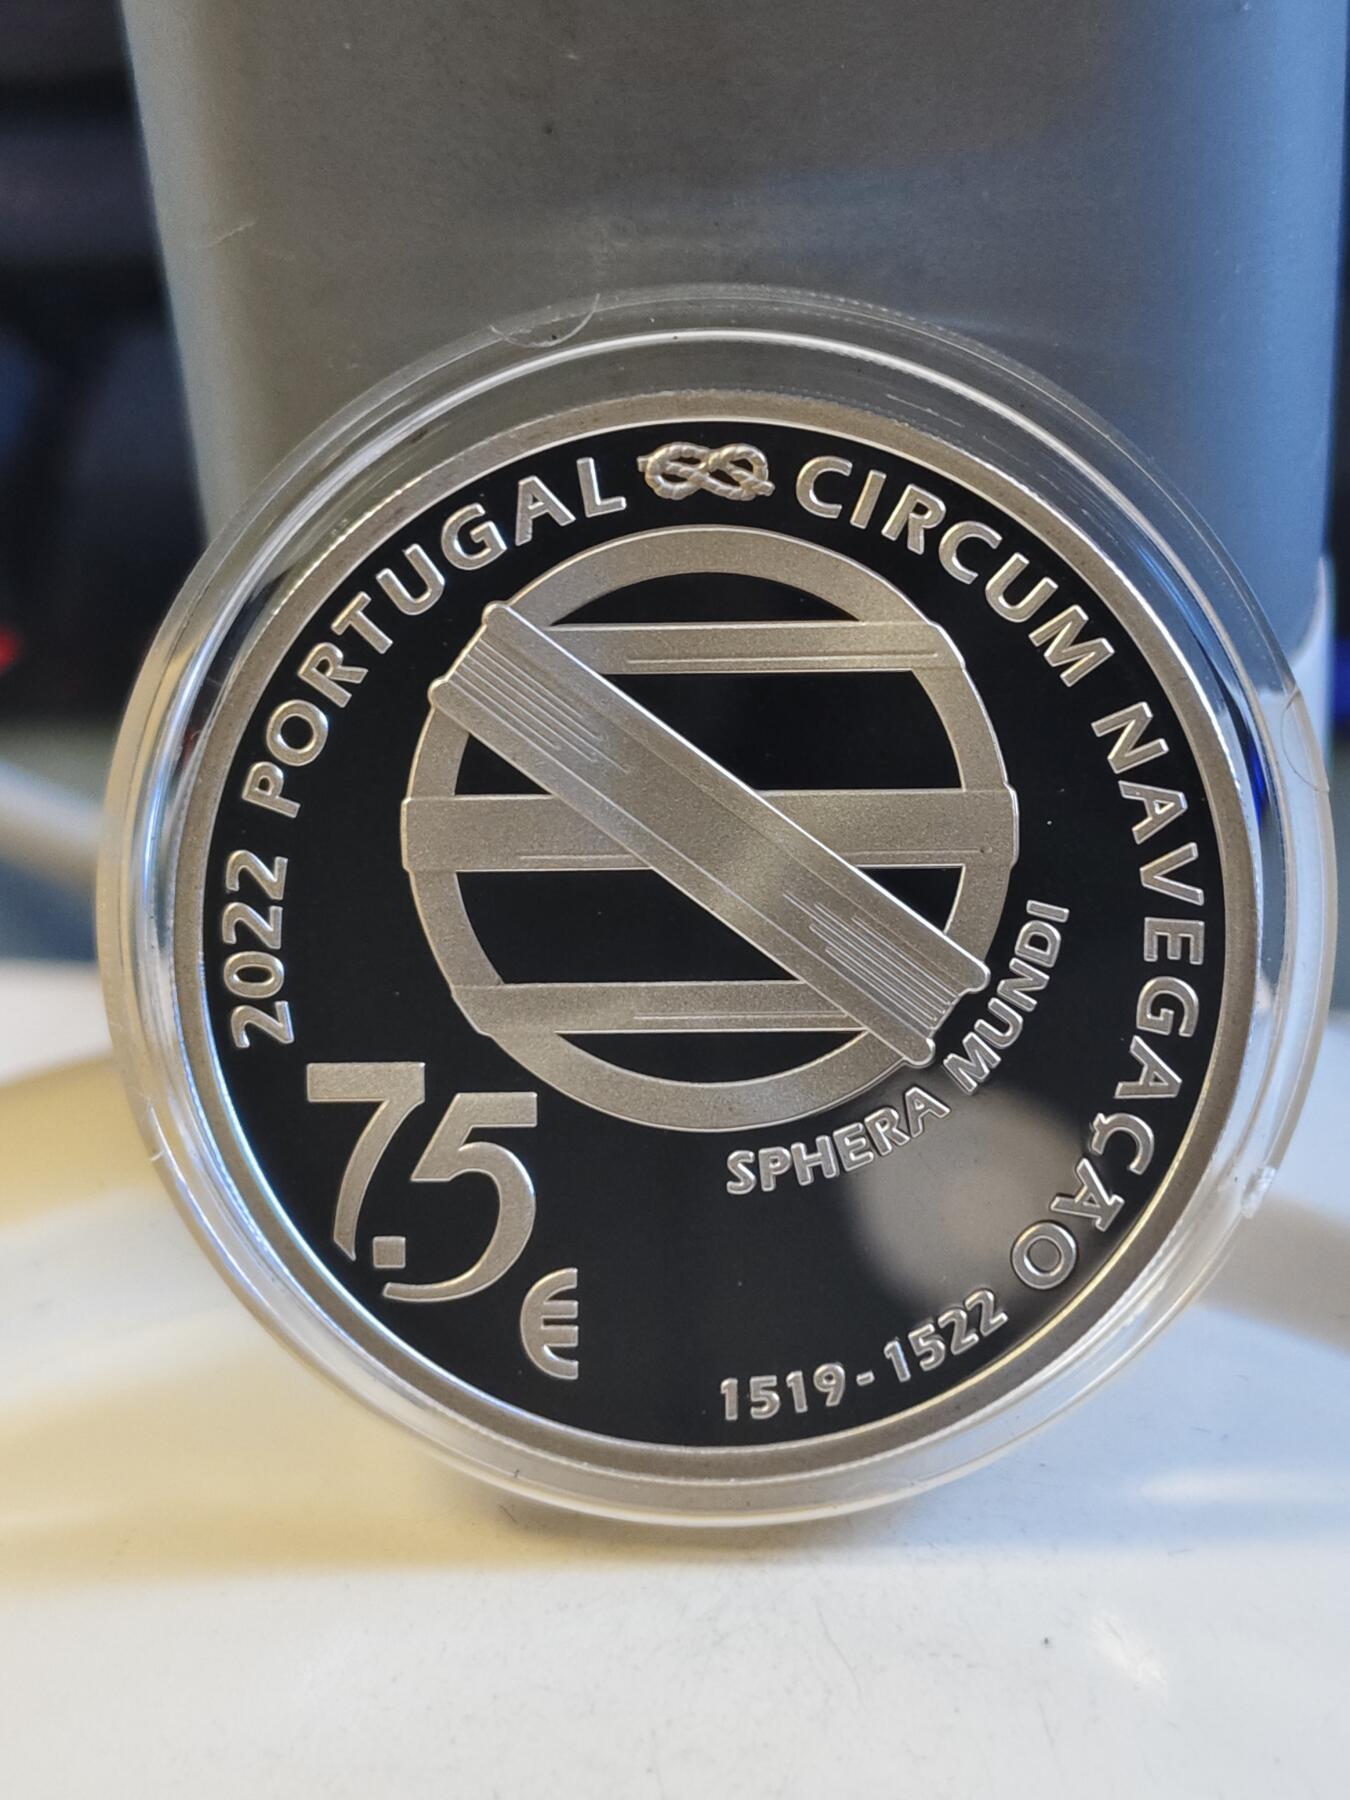 2022 PORTUGAL
CIRCUM NAVEGAÇÃO
1519-1522
SPHERA MUNDI
7.5
€